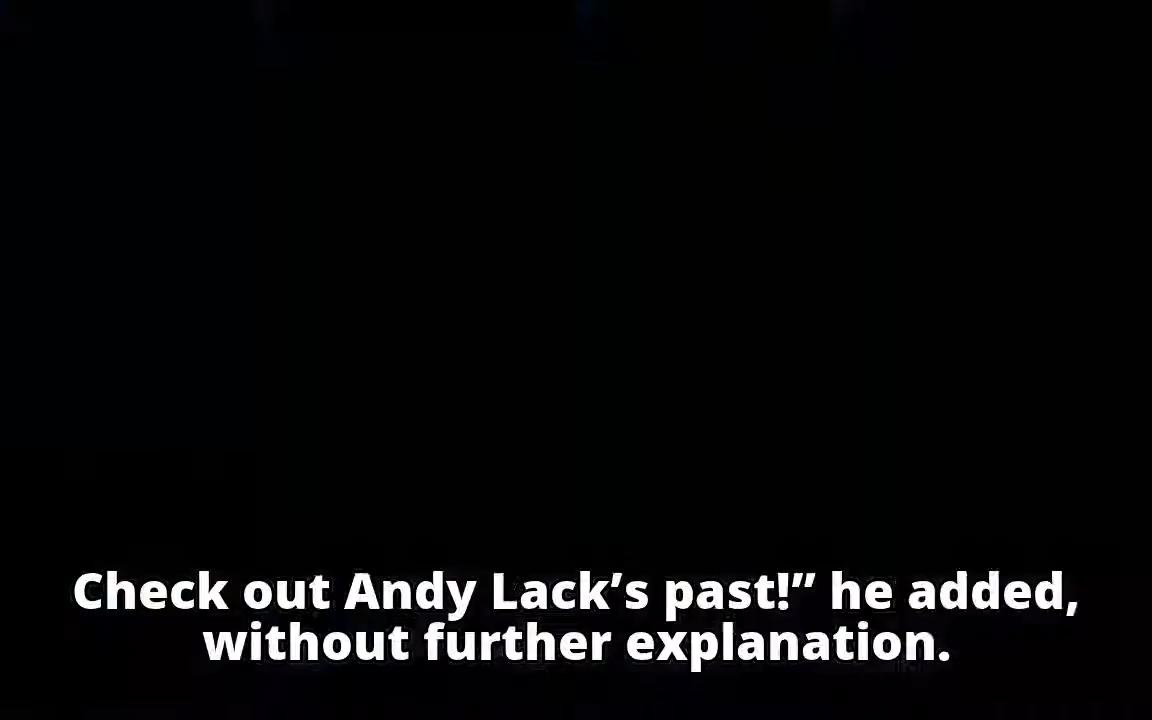 Check out Andy Lack’s past!” he added,
without further explanation.